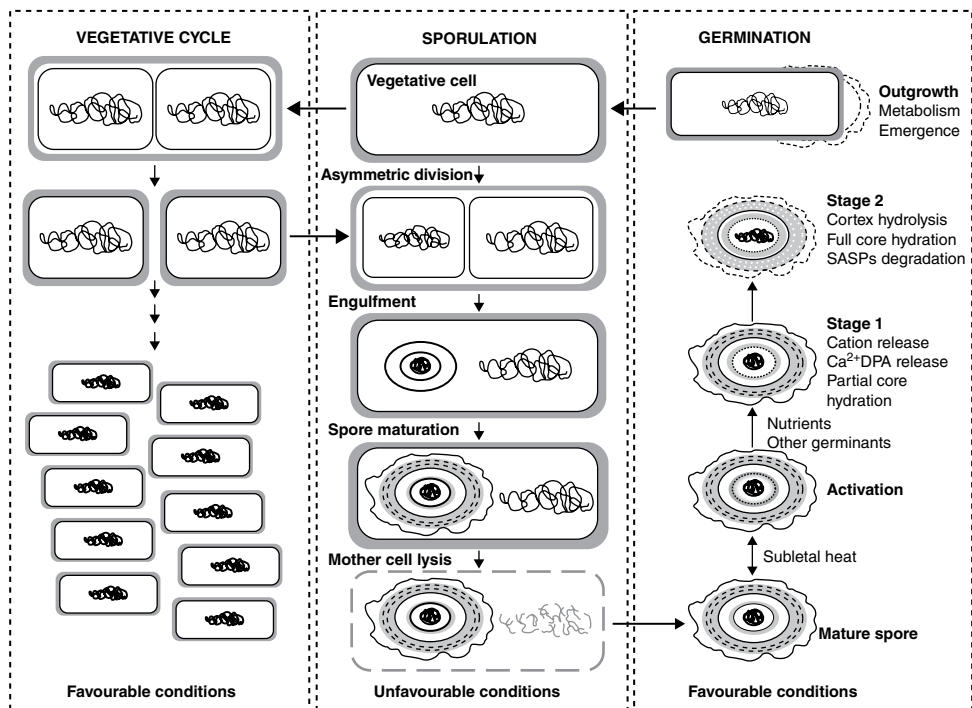 VEGETATIVE CYCLE
Favourable conditions
SPORULATION
Vegetative cell
Asymmetric division
Engulfment
Spore maturation
Mother cell lysis
Unfavourable conditions
GERMINATION
Outgrowth
Metabolism
Emergence
Stage 2
Cortex hydrolysis
Full core hydration
SASPs degradation
Stage 1
Cation release
Ca²⁺DPA release
Partial core
hydration
Nutrients
Other germinants
Activation
Subletal heat
Mature spore
Favourable conditions